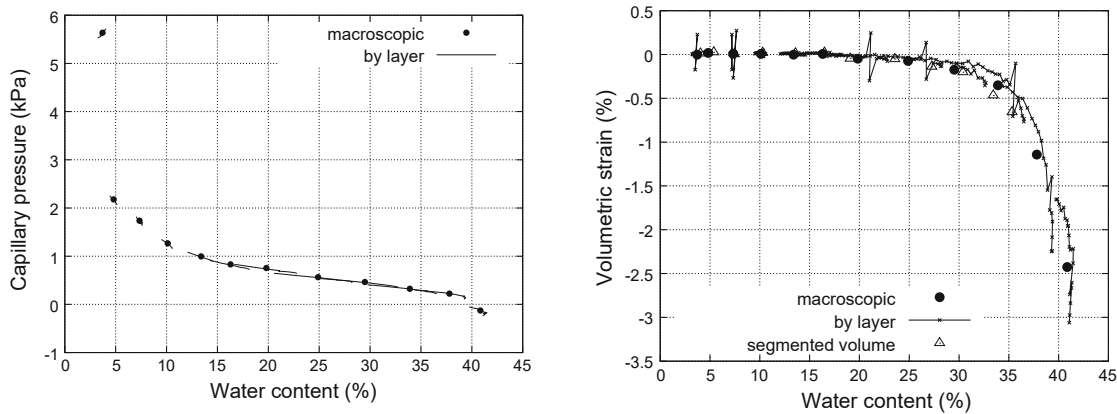 6
5
4
3
2
1
0
-1
0 5 10 15 20 25 30 35 40 45
Capillary pressure (kPa)
Water content (%)
macroscopic
by layer
0.5
0
-0.5
-1
-1.5
-2
-2.5
-3
-3.5
0 5 10 15 20 25 30 35 40 45
Volumetric strain (%)
Water content (%)
macroscopic
by layer
segmented volume